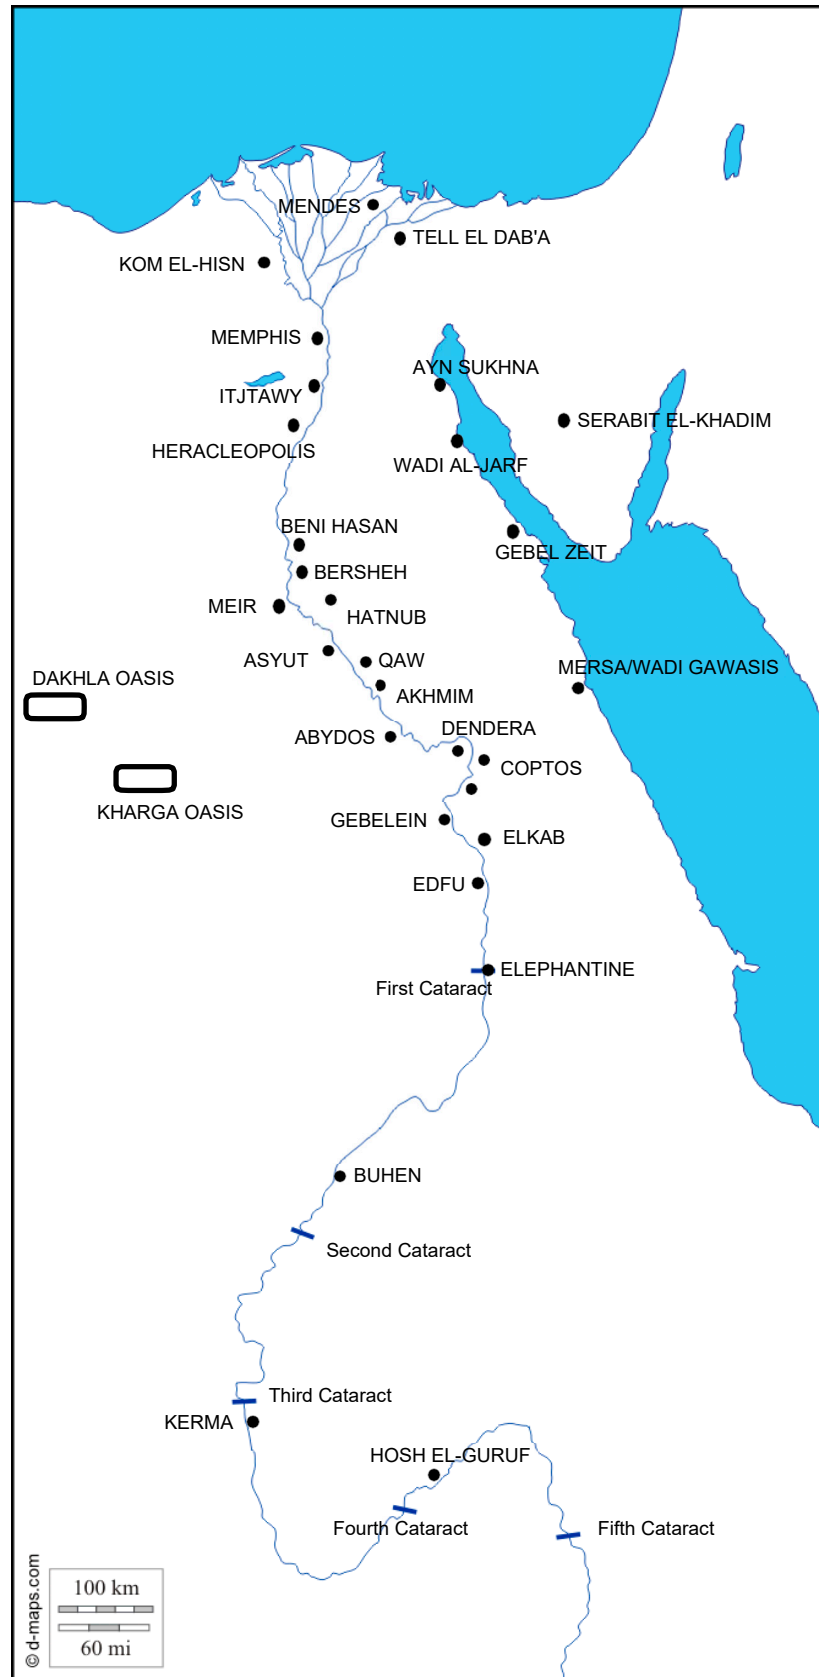 MENDES
TELL EL DAB'A
KOM EL-HISN
MEMPHIS
AYN SUKHNA
ITJTAWY
SERABIT EL-KHADIM
HERACLEOPOLIS
WADI AL-JARF
BENI HASAN
GEBEL ZEIT
BERSHEH
MEIR
HATNUB
ASYUT
QAW
MERSA/WADI GAWASIS
DAKHLA OASIS
AKHMIM
DENDERA
ABYDOS
COPTOS
KHARGA OASIS
GEBELEIN
ELKAB
EDFU
ELEPHANTINE
First Cataract
BUHEN
Second Cataract
Third Cataract
KERMA
HOSH EL-GURUF
Fourth Cataract
Fifth Cataract
100 km
60 mi
© d-maps.com